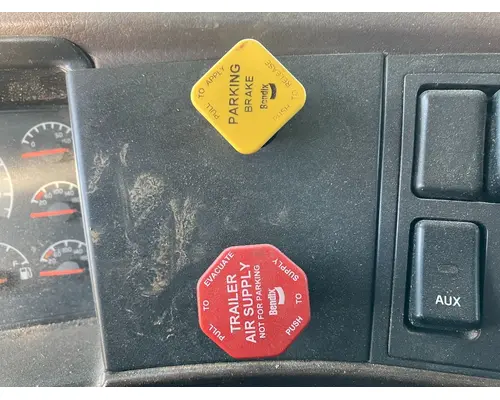 PULL TO APPLY
PUSH TO RELEASE
PARKING
BRAKE
Bendix
PULL TO EVACUATE
PUSH TO SUPPLY
TRAILER
AIR SUPPLY
NOT FOR PARKING
Bendix
AUX